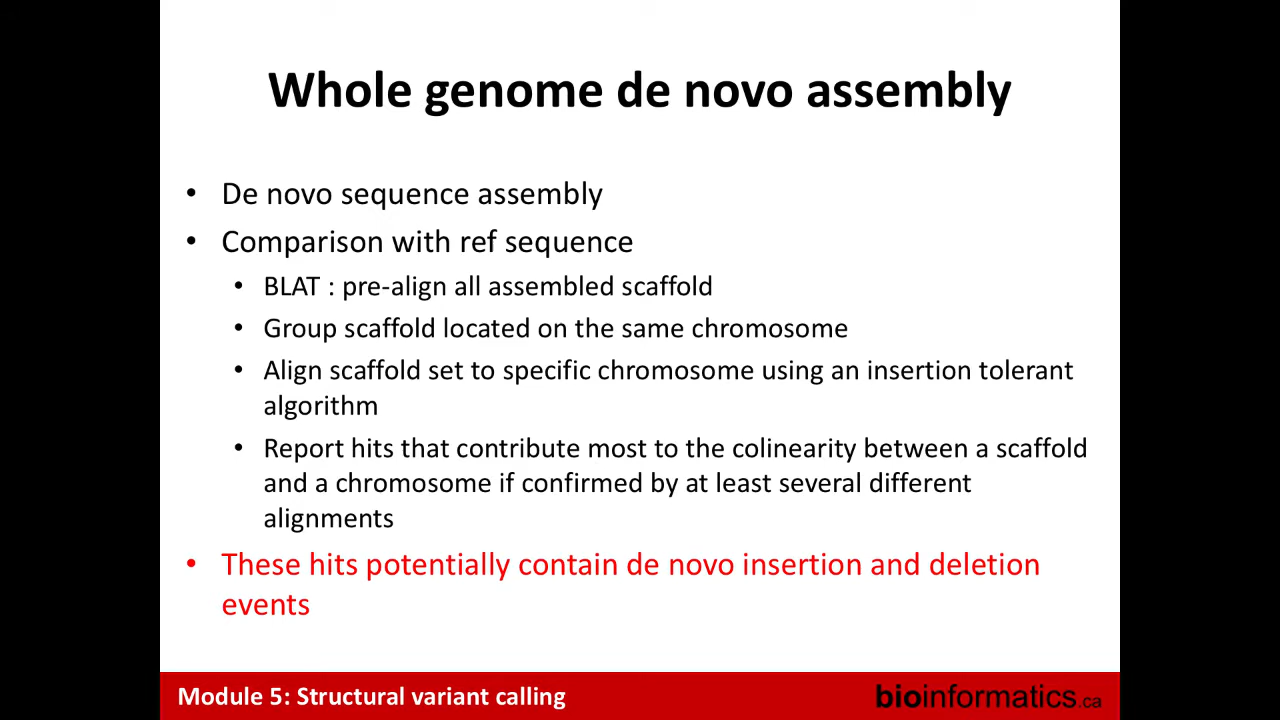 Whole genome de novo assembly
• De novo sequence assembly
• Comparison with ref sequence
• BLAT : pre-align all assembled scaffold
• Group scaffold located on the same chromosome
• Align scaffold set to specific chromosome using an insertion tolerant
algorithm
• Report hits that contribute most to the colinearity between a scaffold
and a chromosome if confirmed by at least several different
alignments
• These hits potentially contain de novo insertion and deletion
events
Module 5: Structural variant calling
bioinformatics.ca